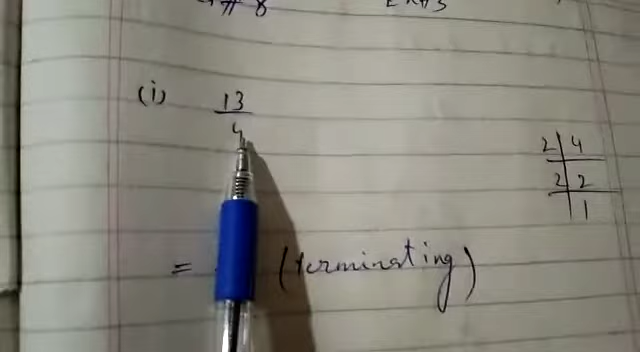 (i) 13/4
2 | 4
2 | 2
1
= (terminating)